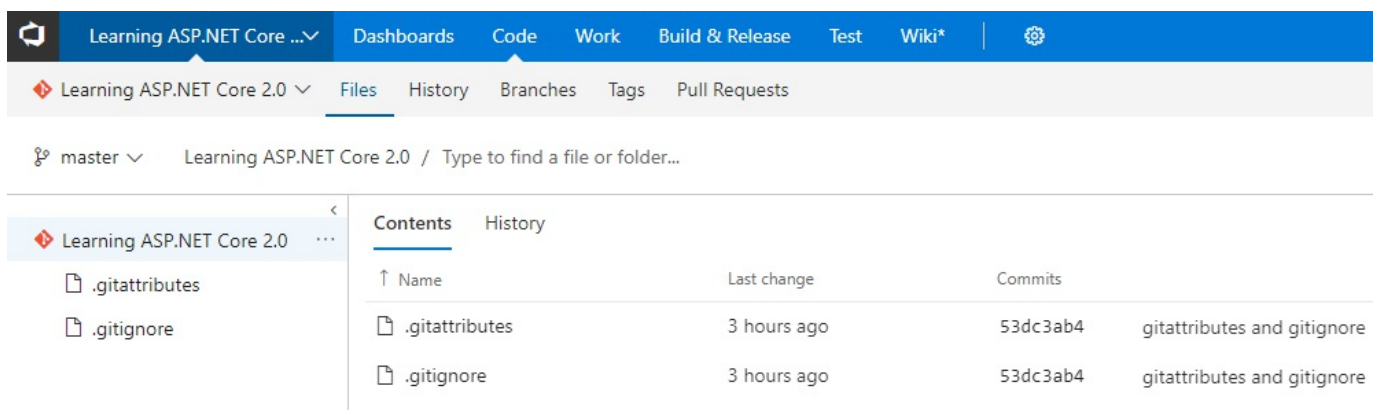 Learning ASP.NET Core ... Dashboards Code Work Build & Release Test Wiki*
Learning ASP.NET Core 2.0 Files History Branches Tags Pull Requests
master Learning ASP.NET Core 2.0 / Type to find a file or folder...
Learning ASP.NET Core 2.0 ...
.gitattributes
.gitignore
Contents History
↑ Name Last change Commits
.gitattributes 3 hours ago 53dc3ab4 gitattributes and gitignore
.gitignore 3 hours ago 53dc3ab4 gitattributes and gitignore